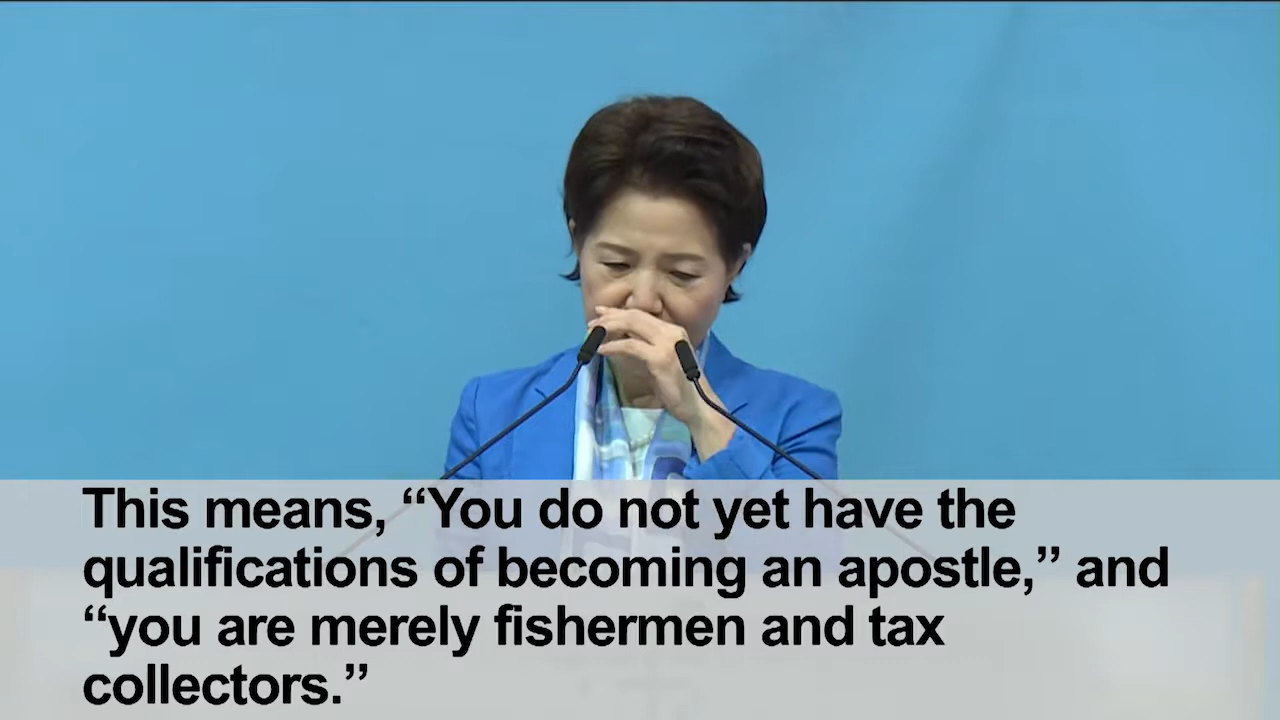 This means, “You do not yet have the
qualifications of becoming an apostle,” and
“you are merely fishermen and tax
collectors.”